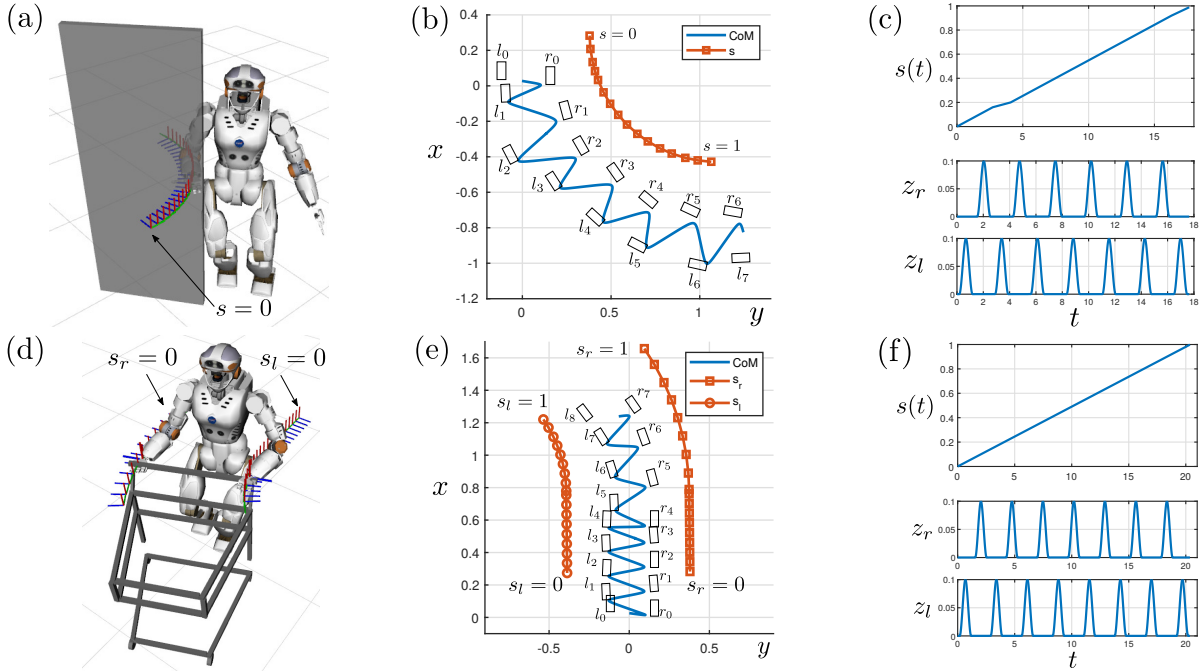 (a)
s = 0
(b)
x
0.4
0.2
0
-0.2
-0.4
-0.6
-0.8
-1
-1.2
0
0.5
1
y
CoM
s
s = 0
s = 1
l0
r0
l1
r1
l2
r2
l3
r3
l4
r4
l5
r5
l6
r6
l7
(c)
s(t)
1
0.8
0.6
0.4
0.2
0
0 5 10 15
zr
0.1
0.05
0
0 2 4 6 8 10 12 14 16 18
zl
0.1
0.05
0
0 2 4 6 8 10 12 14 16 18
t
(d)
sr = 0
sl = 0
(e)
x
1.6
1.4
1.2
1
0.8
0.6
0.4
0.2
0
-0.5 0 0.5
y
CoM
sr
sl
sr = 1
sl = 1
sl = 0
sr = 0
r7
l8
l7
r6
l6
r5
l5
l4
r4
l3
r3
l2
r2
l1
r1
l0
r0
(f)
s(t)
1
0.8
0.6
0.4
0.2
0
0 5 10 15 20
zr
0.1
0.05
0
0 5 10 15 20
zl
0.1
0.05
0
0 5 10 15 20
t